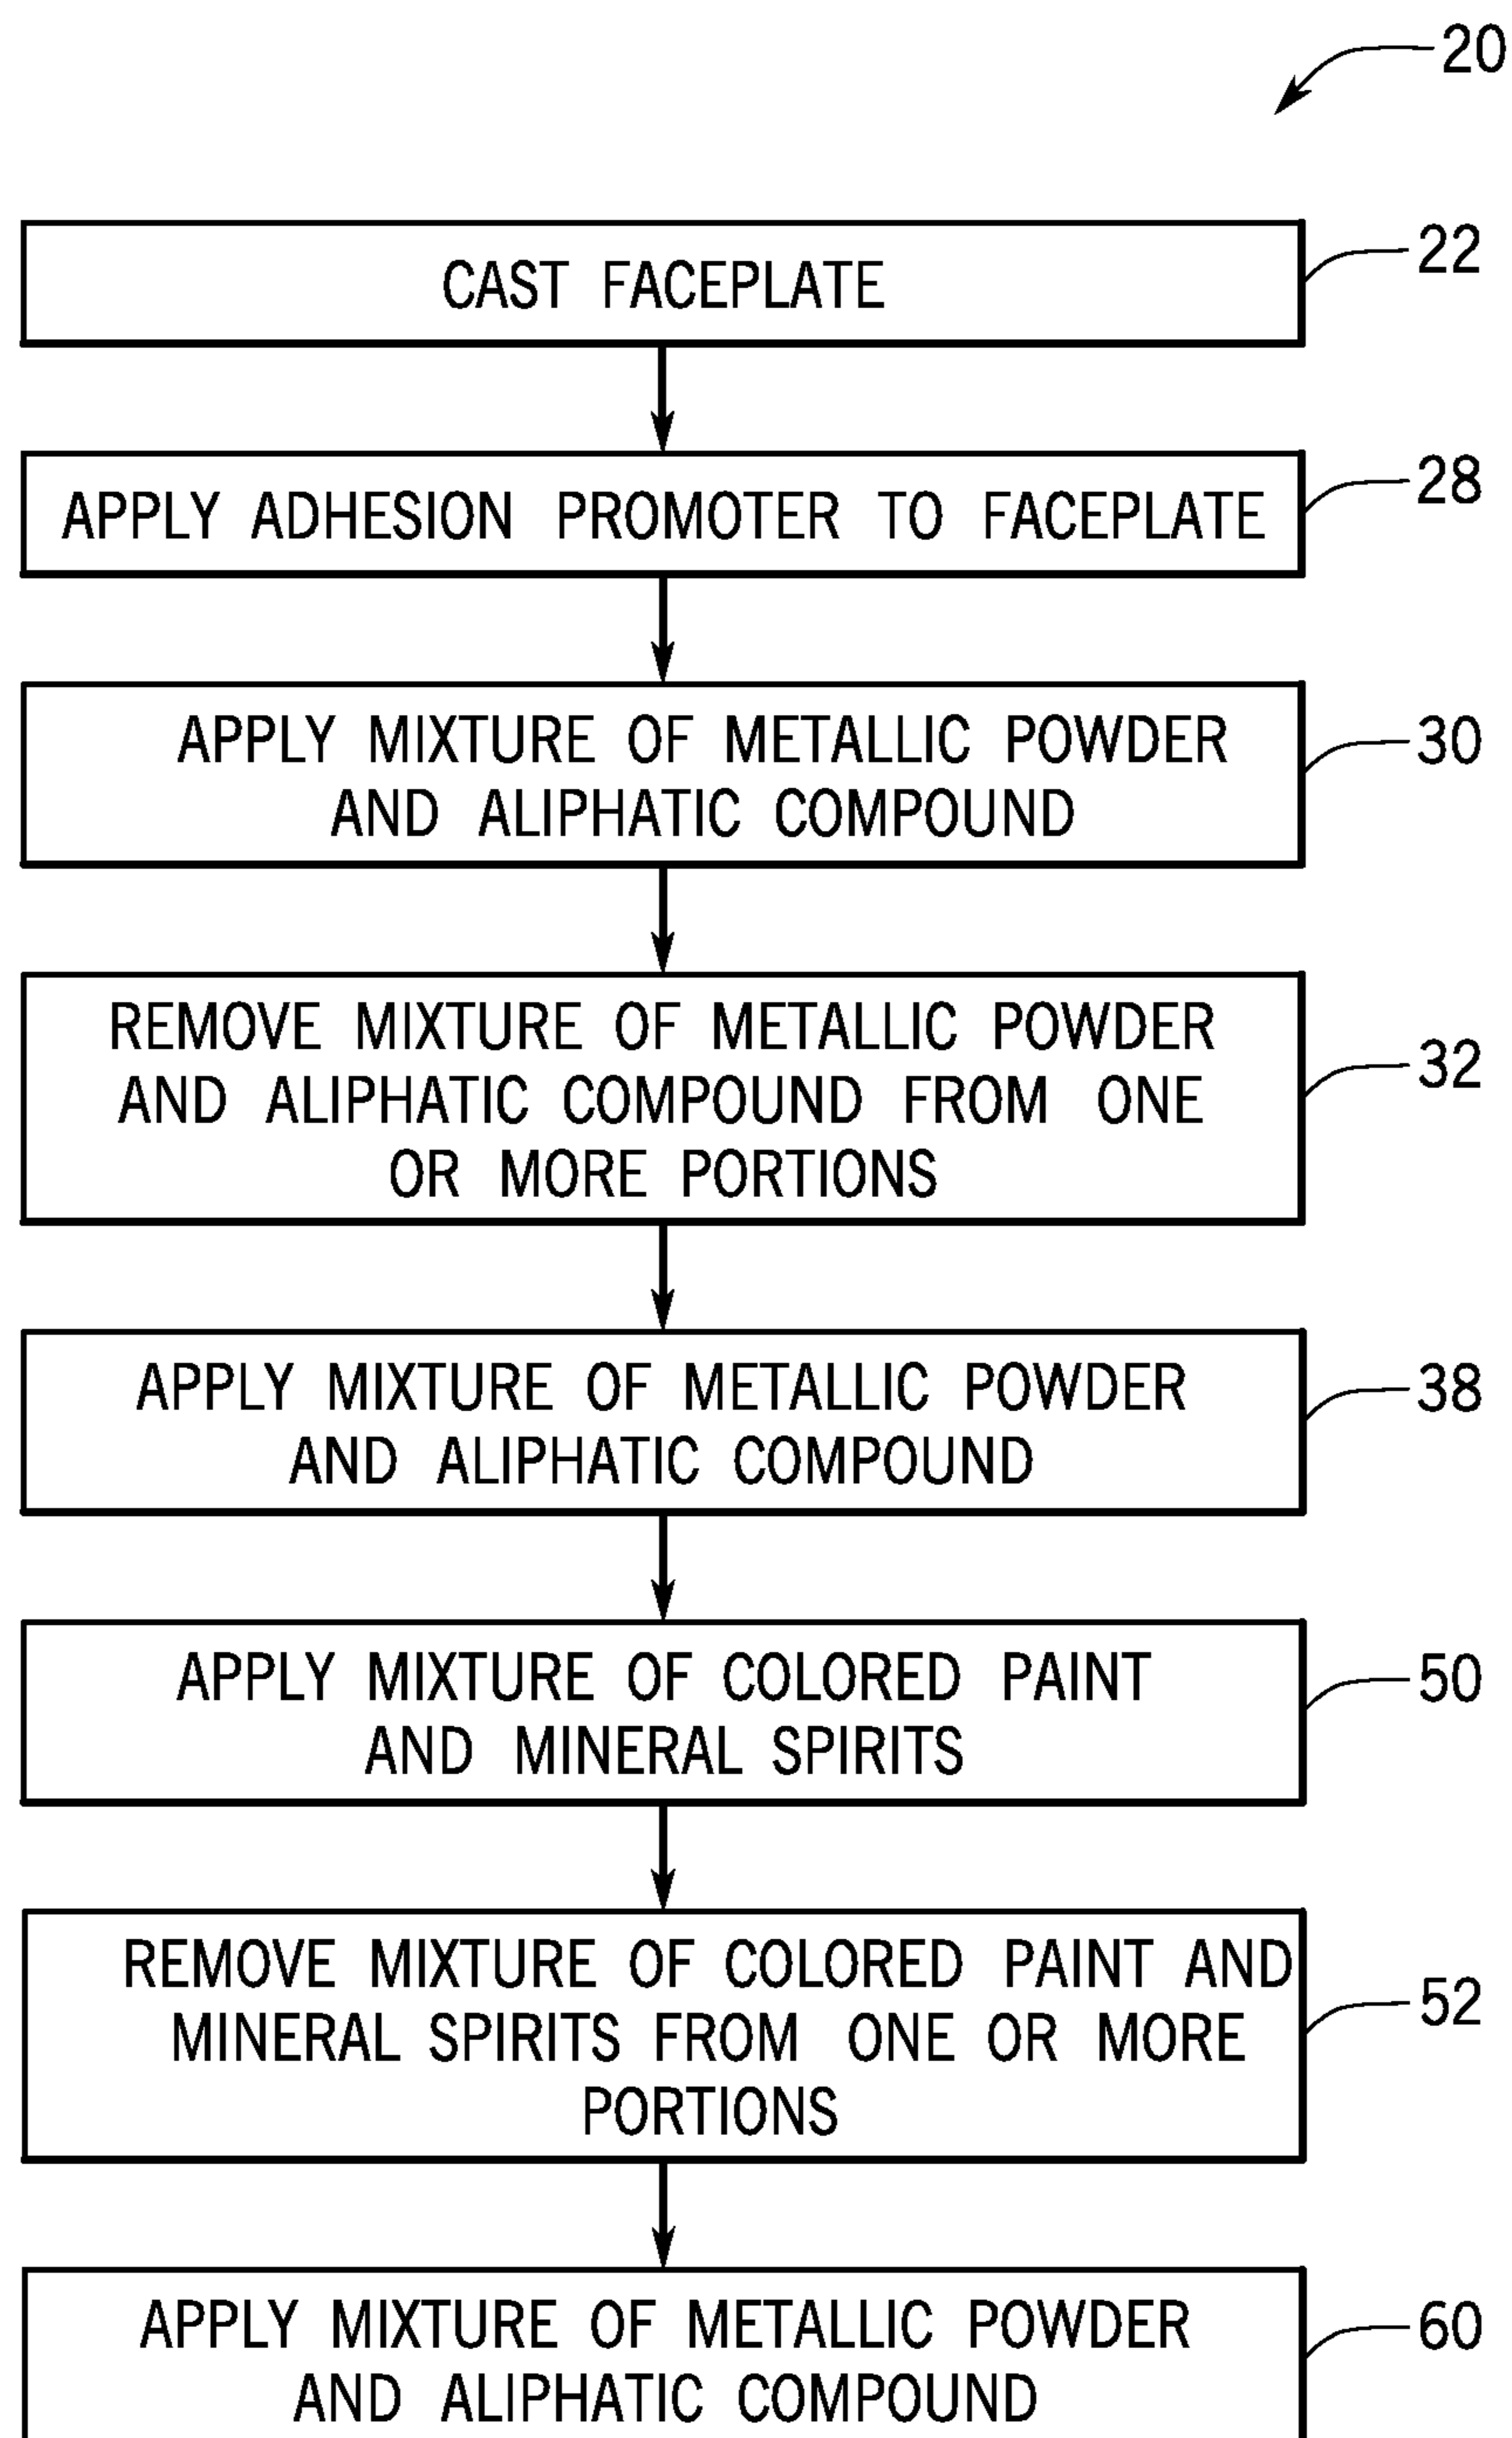 20
CAST FACEPLATE
22
APPLY ADHESION PROMOTER TO FACEPLATE
28
APPLY MIXTURE OF METALLIC POWDER
AND ALIPHATIC COMPOUND
30
REMOVE MIXTURE OF METALLIC POWDER
AND ALIPHATIC COMPOUND FROM ONE
OR MORE PORTIONS
32
APPLY MIXTURE OF METALLIC POWDER
AND ALIPHATIC COMPOUND
38
APPLY MIXTURE OF COLORED PAINT
AND MINERAL SPIRITS
50
REMOVE MIXTURE OF COLORED PAINT AND
MINERAL SPIRITS FROM ONE OR MORE
PORTIONS
52
APPLY MIXTURE OF METALLIC POWDER
AND ALIPHATIC COMPOUND
60